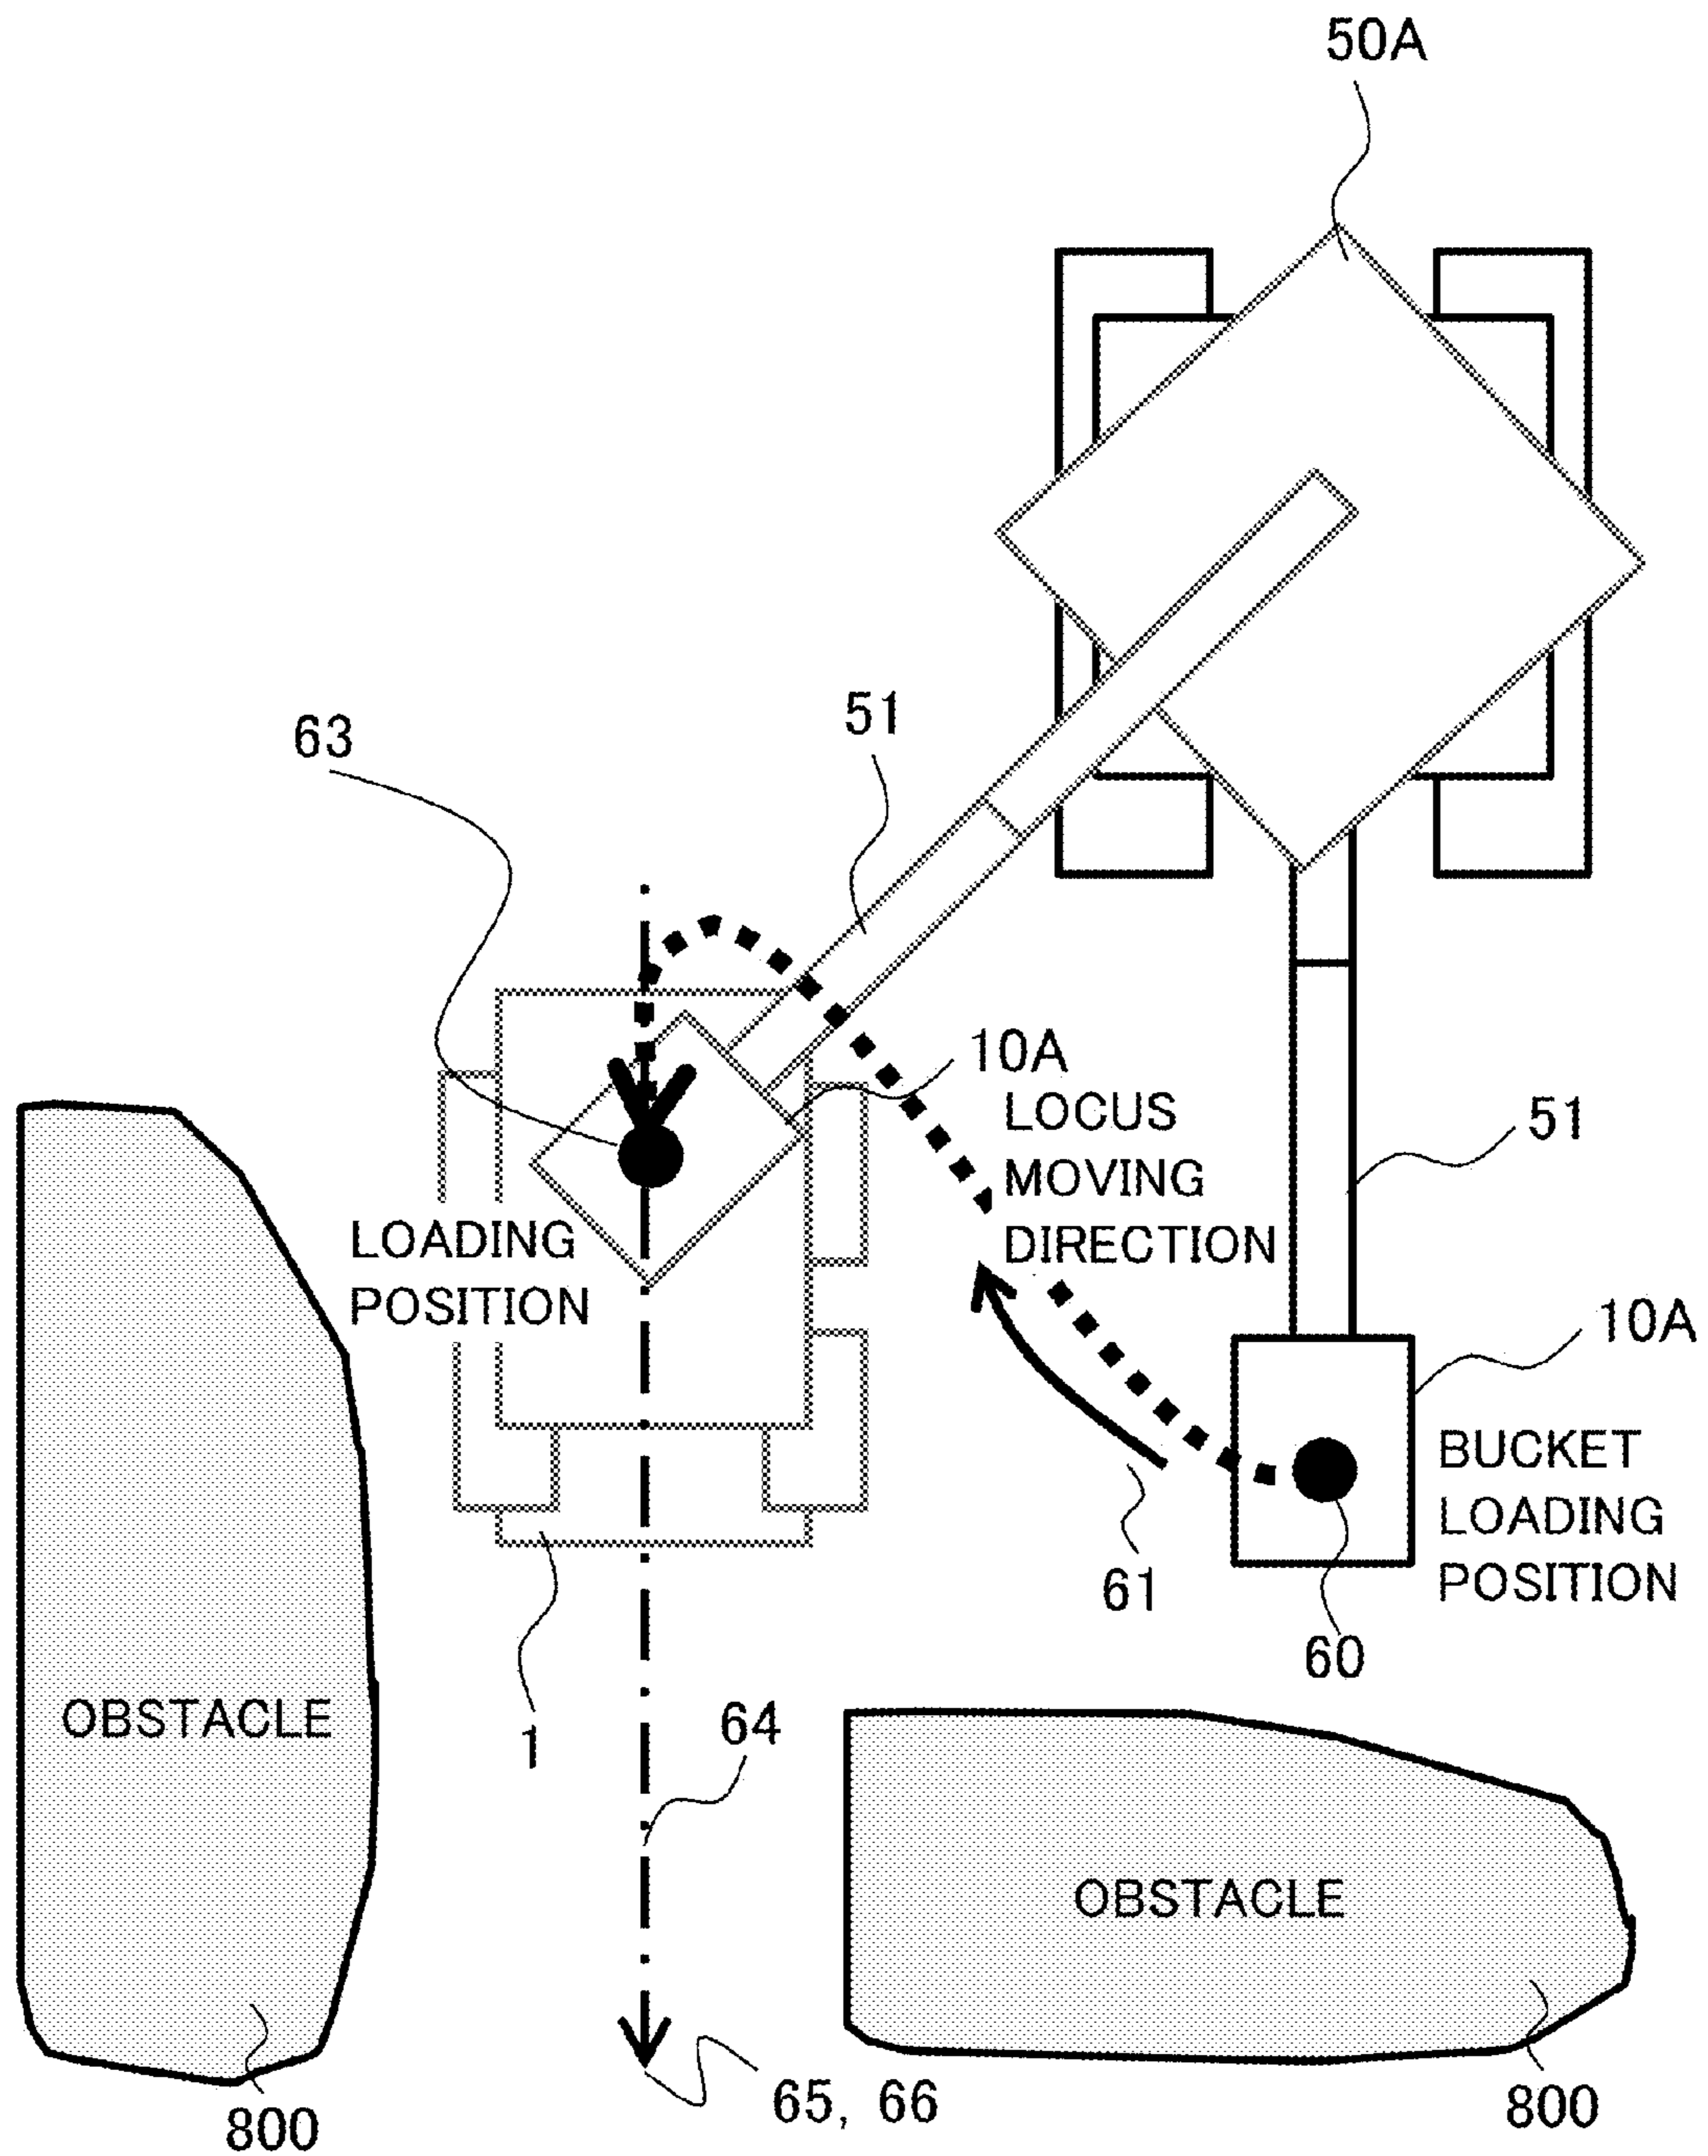 50A
51
63
10A
LOCUS
MOVING
DIRECTION
51
LOADING
POSITION
10A
BUCKET
LOADING
POSITION
61
60
OBSTACLE
1
64
OBSTACLE
65, 66
800
800